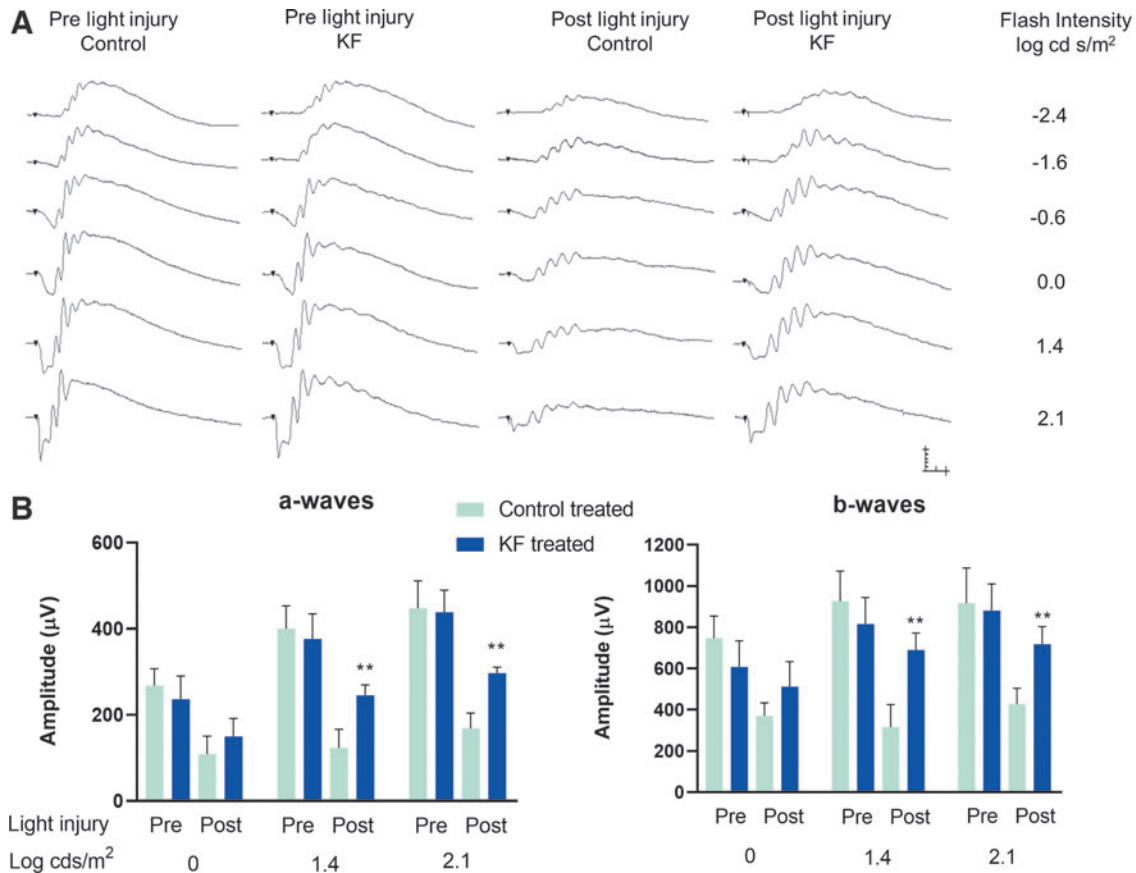 A
Pre light injury
Control
Pre light injury
KF
Post light injury
Control
Post light injury
KF
Flash Intensity
log cd s/m²
-2.4
-1.6
-0.6
0.0
1.4
2.1
B
a-waves
Control treated
KF treated
b-waves
Amplitude (µV)
600
400
200
0
** **
Amplitude (µV)
1200
1000
800
600
400
200
0
** **
Light injury Pre Post Pre Post Pre Post
Log cds/m² 0 1.4 2.1
Pre Post Pre Post Pre Post
0 1.4 2.1